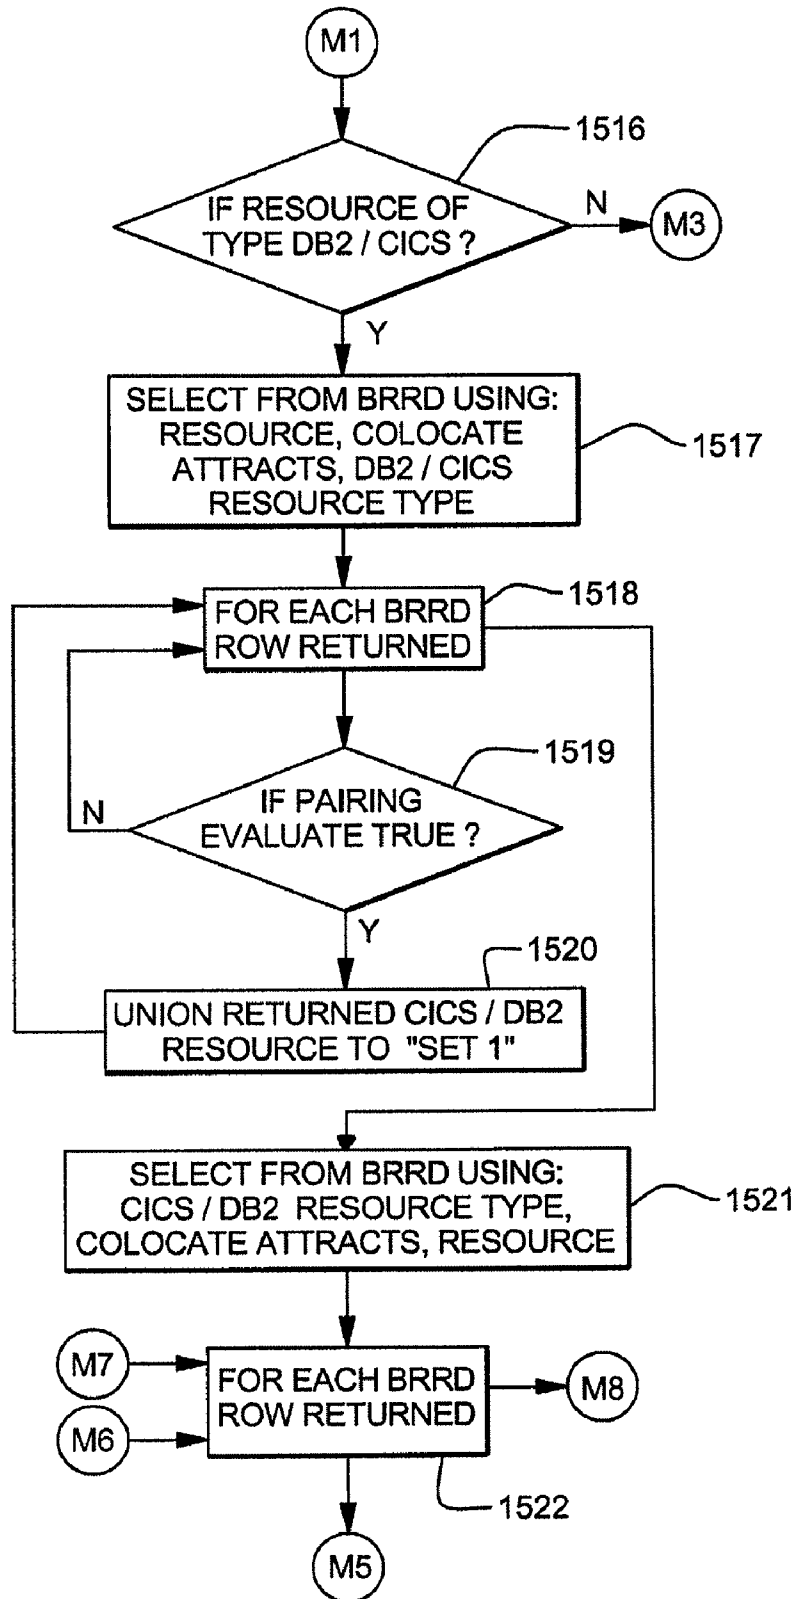 M1
1516
IF RESOURCE OF
TYPE DB2 / CICS ?
N
M3
Y
SELECT FROM BRRD USING:
RESOURCE, COLOCATE
ATTRACTS, DB2 / CICS
RESOURCE TYPE
1517
FOR EACH BRRD
ROW RETURNED
1518
1519
IF PAIRING
EVALUATE TRUE ?
N
Y
1520
UNION RETURNED CICS / DB2
RESOURCE TO "SET 1"
SELECT FROM BRRD USING:
CICS / DB2 RESOURCE TYPE,
COLOCATE ATTRACTS, RESOURCE
1521
M7
M6
FOR EACH BRRD
ROW RETURNED
M8
1522
M5